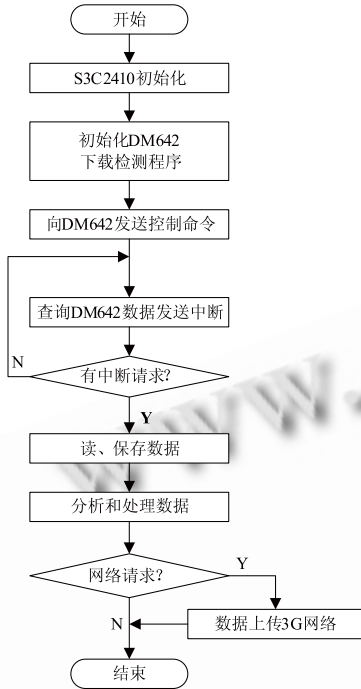 开始
S3C2410初始化
初始化DM642
下载检测程序
向DM642发送控制命令
查询DM642数据发送中断
N
有中断请求?
Y
读、保存数据
分析和处理数据
网络请求?
Y
N
数据上传3G网络
结束
www.